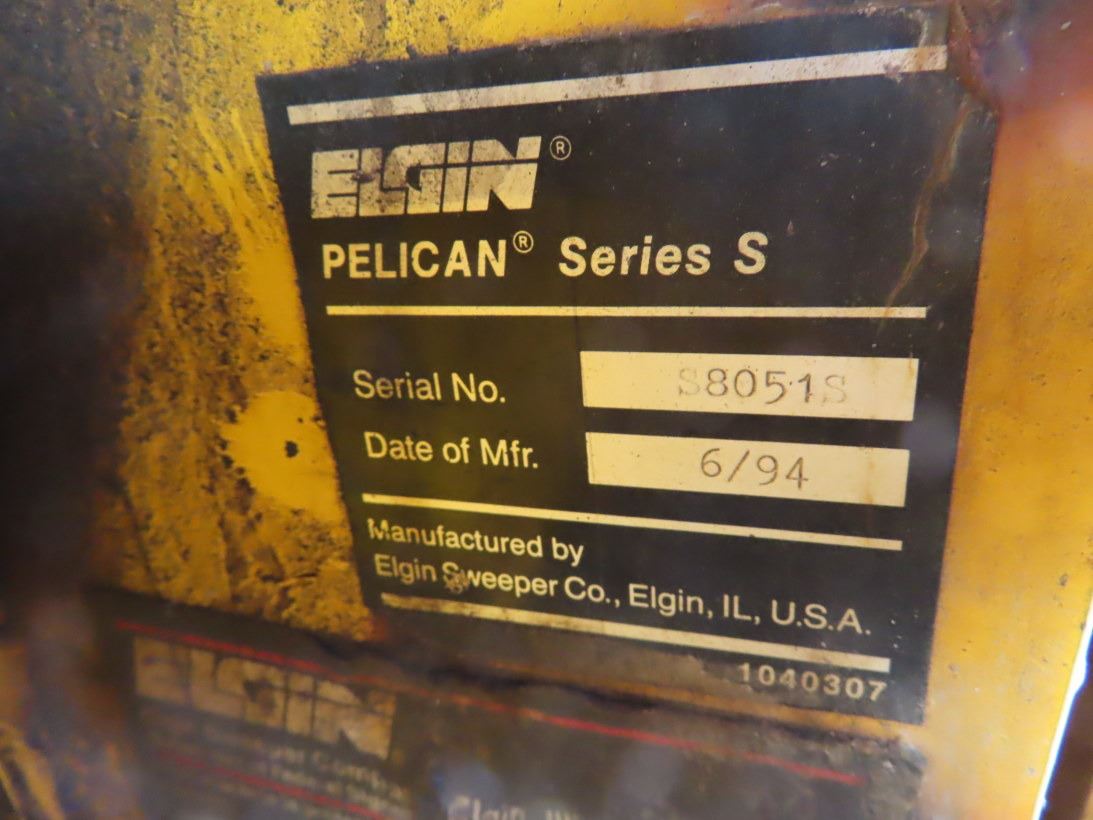 ELGIN®
PELICAN® Series S
Serial No. S8051S
Date of Mfr. 6/94
Manufactured by
Elgin Sweeper Co., Elgin, IL, U.S.A.
1040307
ELGIN
Elgin